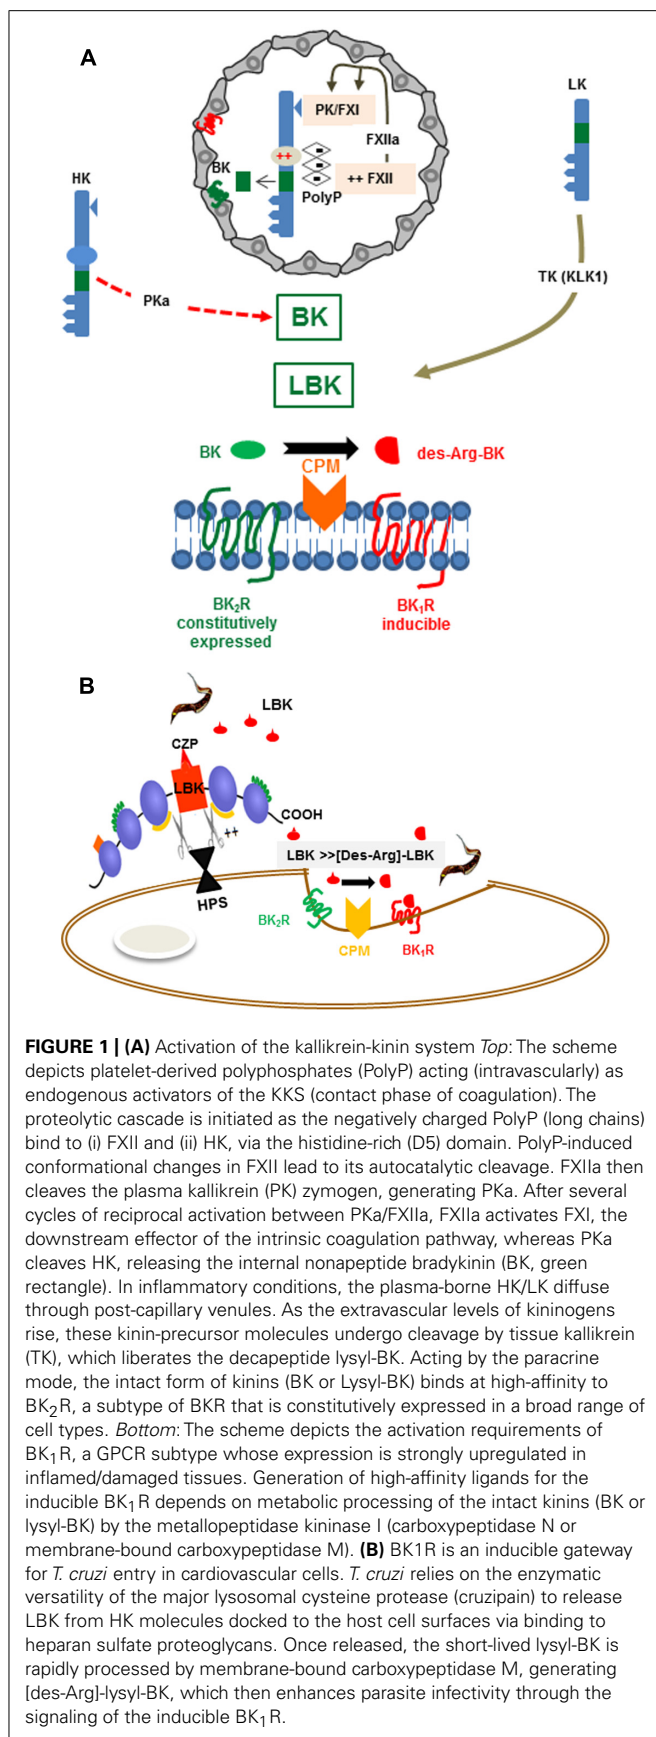 A
LK
PK/FXI
FXIIa
++
BK
++ FXII
PolyP
HK
TK (KLK1)
PKa
BK
LBK
BK
des-Arg-BK
CPM
BK₂R
constitutively
expressed
BK₁R
inducible
B
LBK
CZP
LBK
COOH
++
LBK >>[Des-Arg]-LBK
HPS
BK₂R
CPM
BK₁R
FIGURE 1 | (A) Activation of the kallikrein-kinin system Top: The scheme
depicts platelet-derived polyphosphates (PolyP) acting (intravascularly) as
endogenous activators of the KKS (contact phase of coagulation). The
proteolytic cascade is initiated as the negatively charged PolyP (long chains)
bind to (i) FXII and (ii) HK, via the histidine-rich (D5) domain. PolyP-induced
conformational changes in FXII lead to its autocatalytic cleavage. FXIIa then
cleaves the plasma kallikrein (PK) zymogen, generating PKa. After several
cycles of reciprocal activation between PKa/FXIIa, FXIIa activates FXI, the
downstream effector of the intrinsic coagulation pathway, whereas PKa
cleaves HK, releasing the internal nonapeptide bradykinin (BK, green
rectangle). In inflammatory conditions, the plasma-borne HK/LK diffuse
through post-capillary venules. As the extravascular levels of kininogens
rise, these kinin-precursor molecules undergo cleavage by tissue kallikrein
(TK), which liberates the decapeptide lysyl-BK. Acting by the paracrine
mode, the intact form of kinins (BK or Lysyl-BK) binds at high-affinity to
BK₂R, a subtype of BKR that is constitutively expressed in a broad range of
cell types. Bottom: The scheme depicts the activation requirements of
BK₁R, a GPCR subtype whose expression is strongly upregulated in
inflamed/damaged tissues. Generation of high-affinity ligands for the
inducible BK₁R depends on metabolic processing of the intact kinins (BK or
lysyl-BK) by the metallopeptidase kininase I (carboxypeptidase N or
membrane-bound carboxypeptidase M). (B) BK1R is an inducible gateway
for T. cruzi entry in cardiovascular cells. T. cruzi relies on the enzymatic
versatility of the major lysosomal cysteine protease (cruzipain) to release
LBK from HK molecules docked to the host cell surfaces via binding to
heparan sulfate proteoglycans. Once released, the short-lived lysyl-BK is
rapidly processed by membrane-bound carboxypeptidase M, generating
[des-Arg]-lysyl-BK, which then enhances parasite infectivity through the
signaling of the inducible BK₁R.